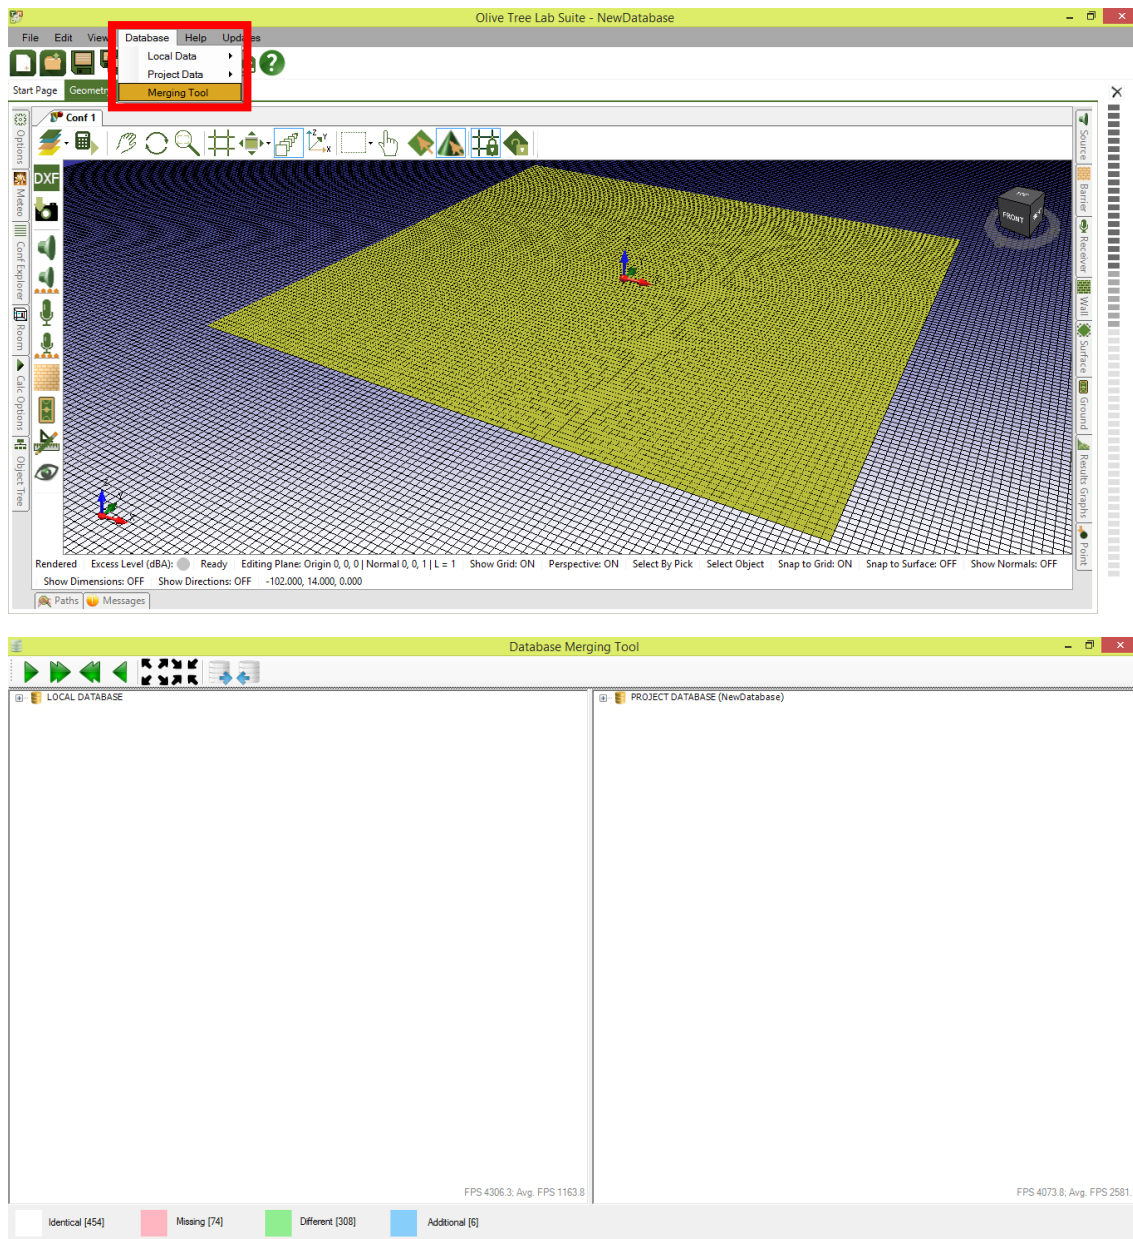 Olive Tree Lab Suite - NewDatabase
File Edit View Database Help Updates
Local Data
Project Data
Merging Tool
Start Page Geometry
Conf 1
Options
Meteo
Conf Explorer
Room
Calc Options
Object Tree
DXF
Z Y X
FRONT
Source
Barrier
Receiver
Wall
Surface
Ground
Results Graphs
Point
Rendered Excess Level (dBA): Ready Editing Plane: Origin 0, 0, 0 | Normal 0, 0, 1 | L = 1 Show Grid: ON Perspective: ON Select By Pick Select Object Snap to Grid: ON Snap to Surface: OFF Show Normals: OFF
Show Dimensions: OFF Show Directions: OFF -102.000, 14.000, 0.000
Paths Messages
Database Merging Tool
LOCAL DATABASE
PROJECT DATABASE (NewDatabase)
FPS 4306.3; Avg. FPS 1163.8
FPS 4073.8; Avg. FPS 2581.
Identical [454] Missing [74] Different [308] Additional [6]